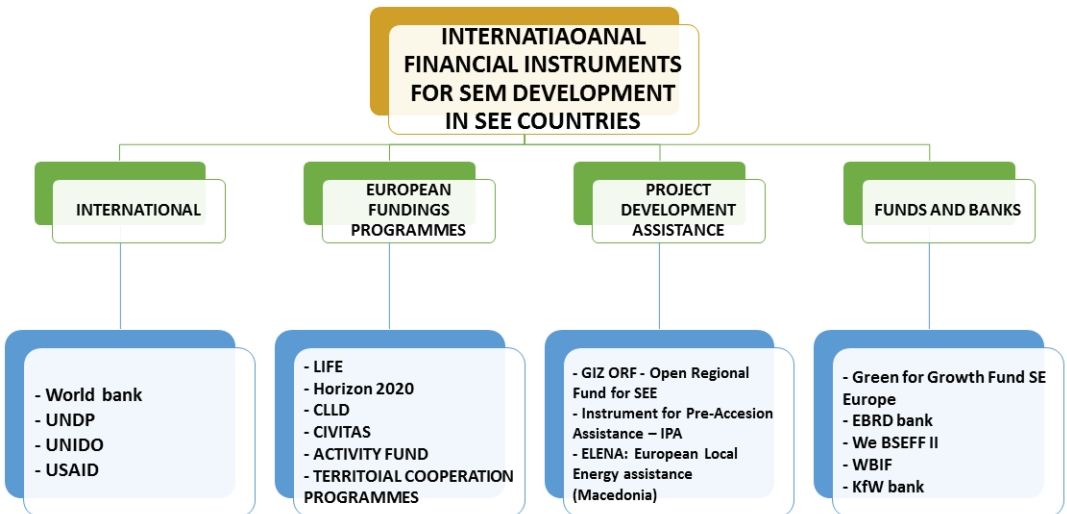 INTERNATIAOANAL
FINANCIAL INSTRUMENTS
FOR SEM DEVELOPMENT
IN SEE COUNTRIES
INTERNATIONAL
EUROPEAN
FUNDINGS
PROGRAMMES
PROJECT
DEVELOPMENT
ASSISTANCE
FUNDS AND BANKS
- World bank
- UNDP
- UNIDO
- USAID
- LIFE
- Horizon 2020
- CLLD
- CIVITAS
- ACTIVITY FUND
- TERRITOIAL COOPERATION
PROGRAMMES
- GIZ ORF - Open Regional
Fund for SEE
- Instrument for Pre-Accesion
Assistance – IPA
- ELENA: European Local
Energy assistance
(Macedonia)
- Green for Growth Fund SE
Europe
- EBRD bank
- We BSEFF II
- WBIF
- KfW bank